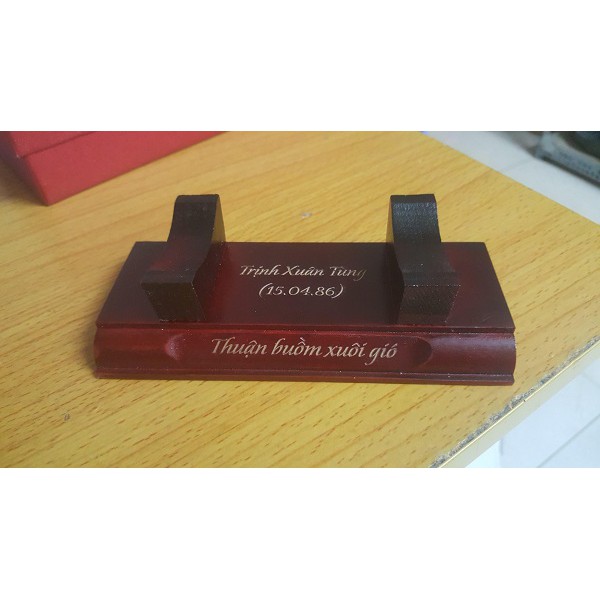 Trịnh Xuân Tùng
(15.04.86)
Thuận buồm xuôi gió